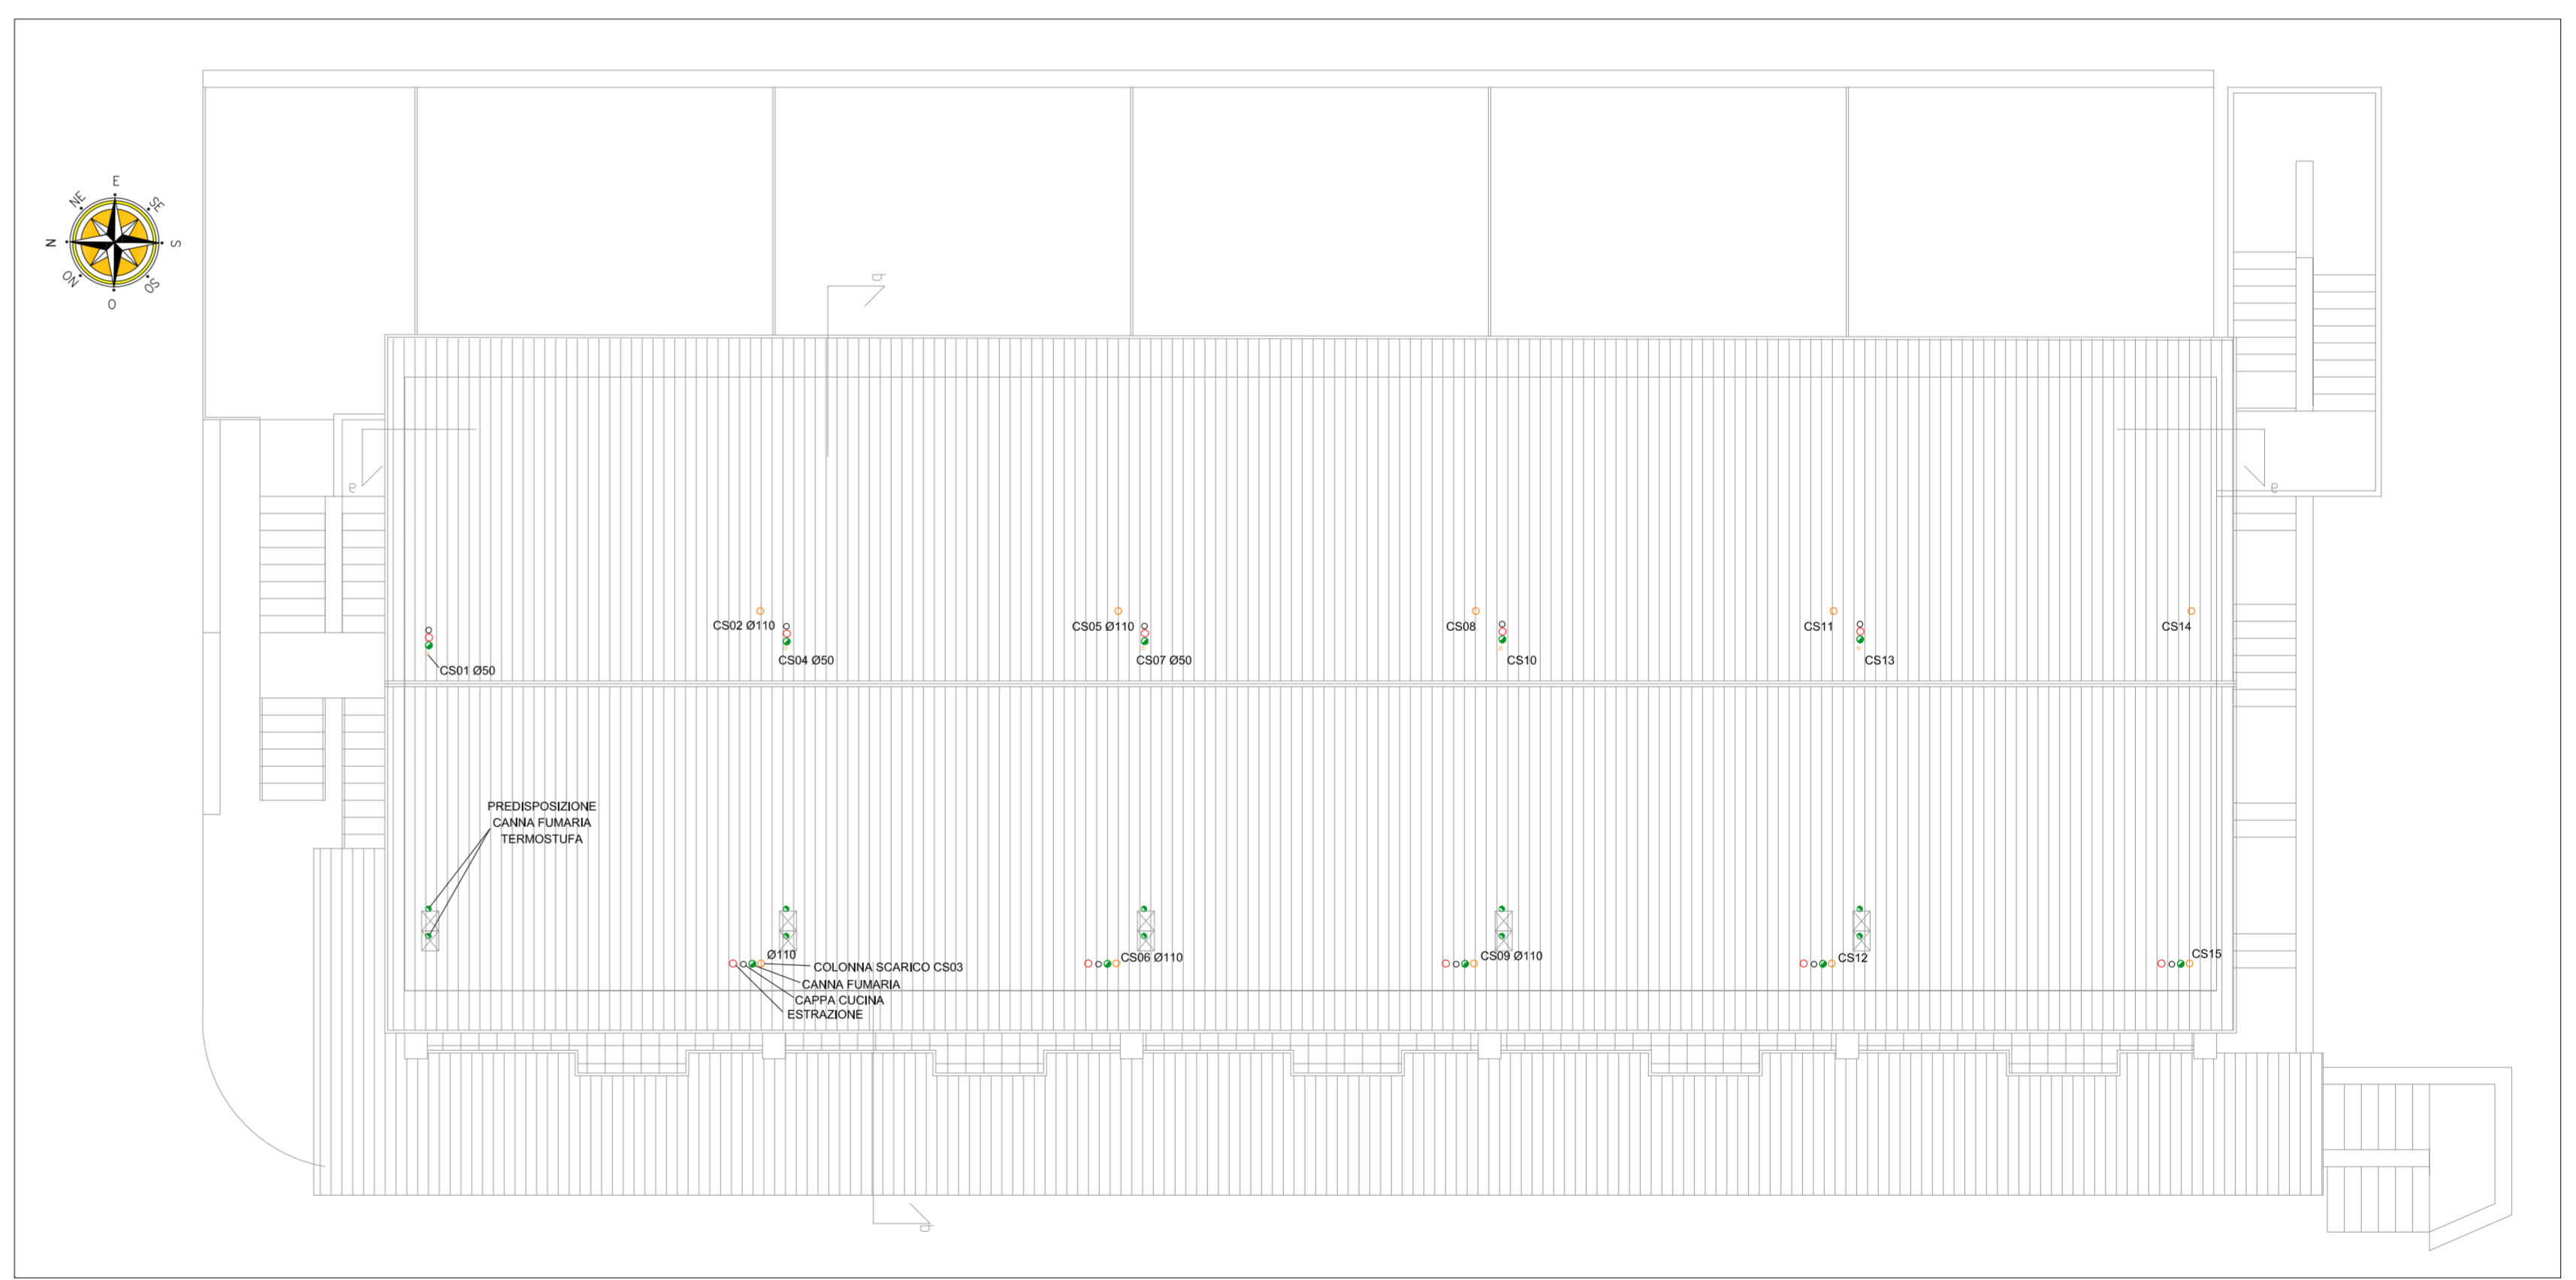 E
NE
SE
N
S
NO
SO
O
b
a
a
CS02 Ø110
CS05 Ø110
CS08
CS11
CS14
CS04 Ø50
CS07 Ø50
CS10
CS13
CS01 Ø50
PREDISPOSIZIONE
CANNA FUMARIA
TERMOSTUFA
Ø110
CS06 Ø110
CS09 Ø110
CS12
CS15
COLONNA SCARICO CS03
CANNA FUMARIA
CAPPA CUCINA
ESTRAZIONE
b